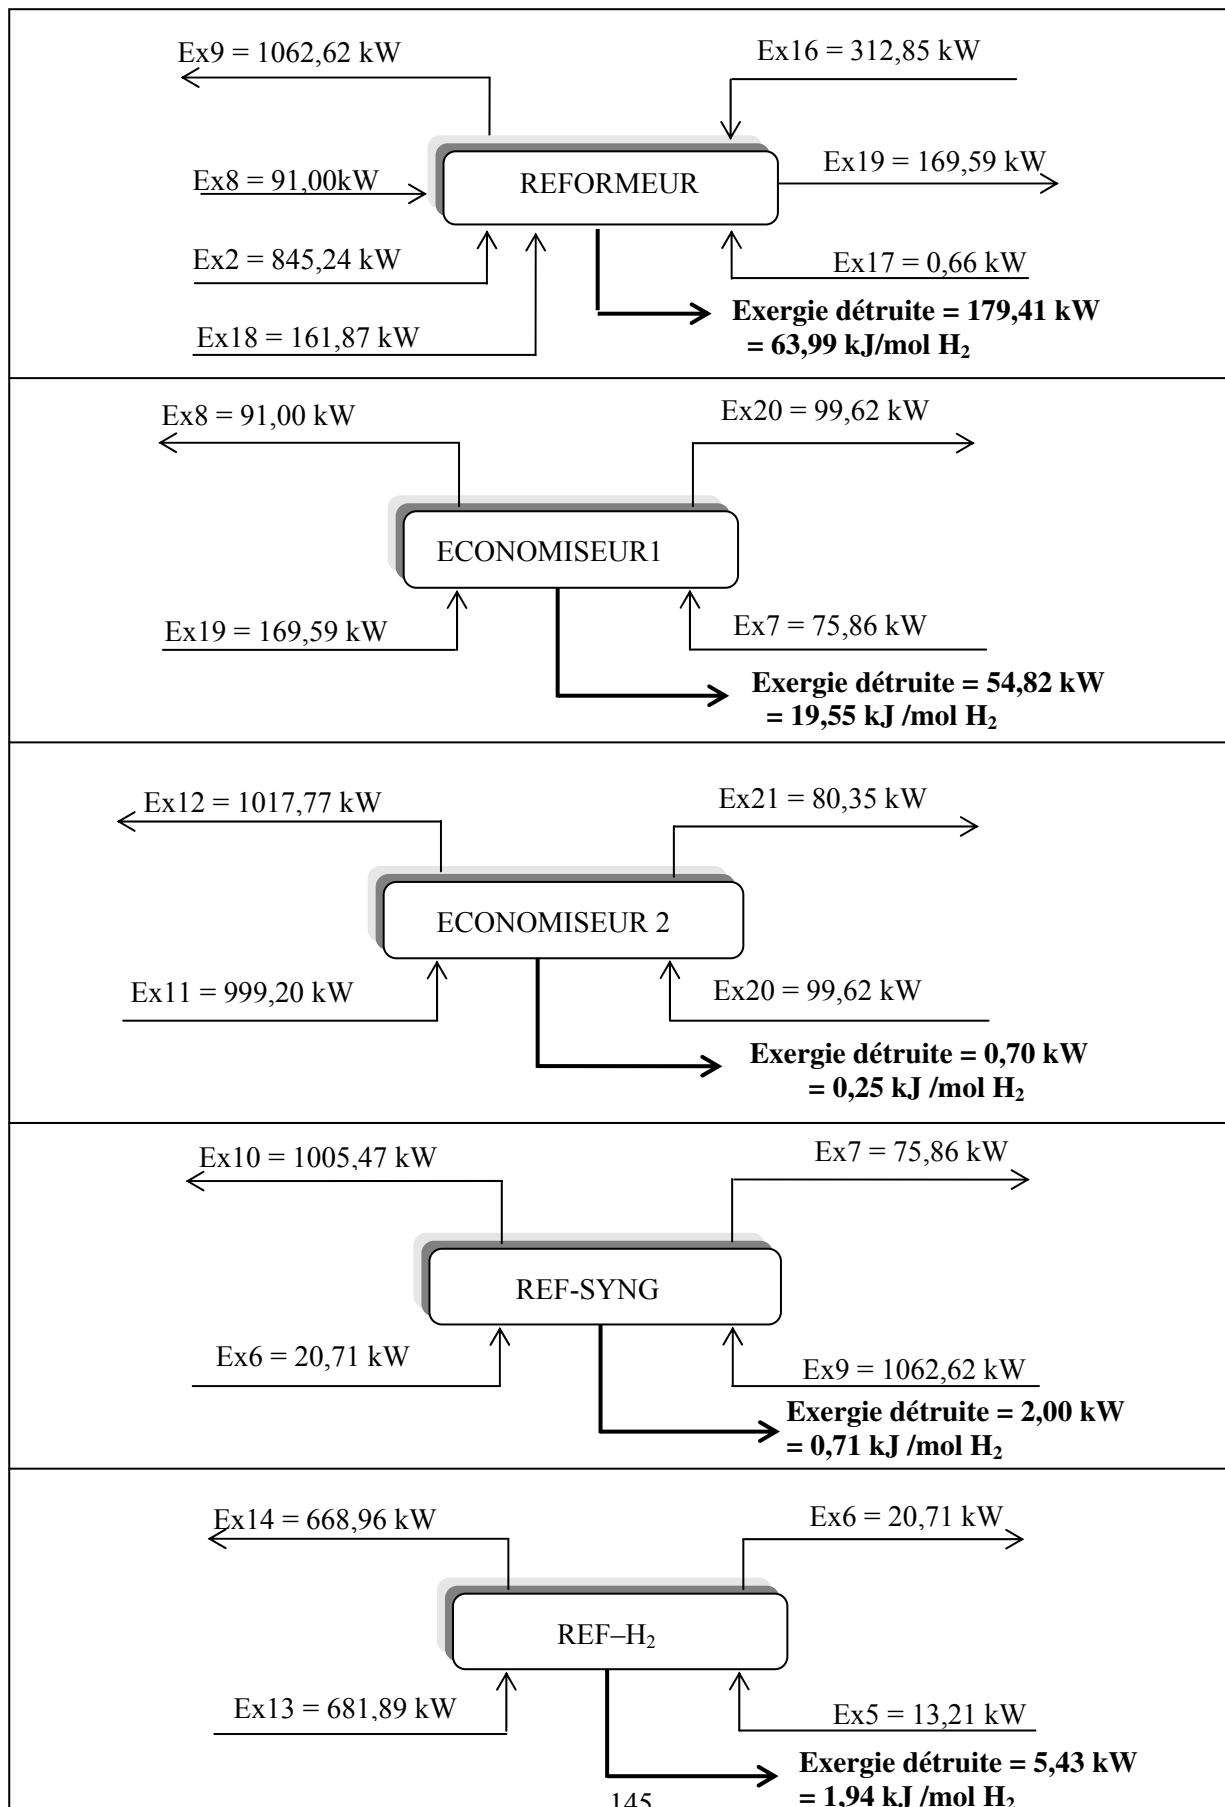 Ex9 = 1062,62 kW
Ex16 = 312,85 kW
Ex19 = 169,59 kW
Ex8 = 91,00kW
REFORMEUR
Ex2 = 845,24 kW
Ex17 = 0,66 kW
Ex18 = 161,87 kW
Exergie détruite = 179,41 kW
= 63,99 kJ/mol H₂
Ex8 = 91,00 kW
Ex20 = 99,62 kW
ECONOMISEUR1
Ex19 = 169,59 kW
Ex7 = 75,86 kW
Exergie détruite = 54,82 kW
= 19,55 kJ /mol H₂
Ex12 = 1017,77 kW
Ex21 = 80,35 kW
ECONOMISEUR 2
Ex11 = 999,20 kW
Ex20 = 99,62 kW
Exergie détruite = 0,70 kW
= 0,25 kJ /mol H₂
Ex10 = 1005,47 kW
Ex7 = 75,86 kW
REF-SYNG
Ex6 = 20,71 kW
Ex9 = 1062,62 kW
Exergie détruite = 2,00 kW
= 0,71 kJ /mol H₂
Ex14 = 668,96 kW
Ex6 = 20,71 kW
REF–H₂
Ex13 = 681,89 kW
Ex5 = 13,21 kW
Exergie détruite = 5,43 kW
= 1,94 kJ /mol H₂
145